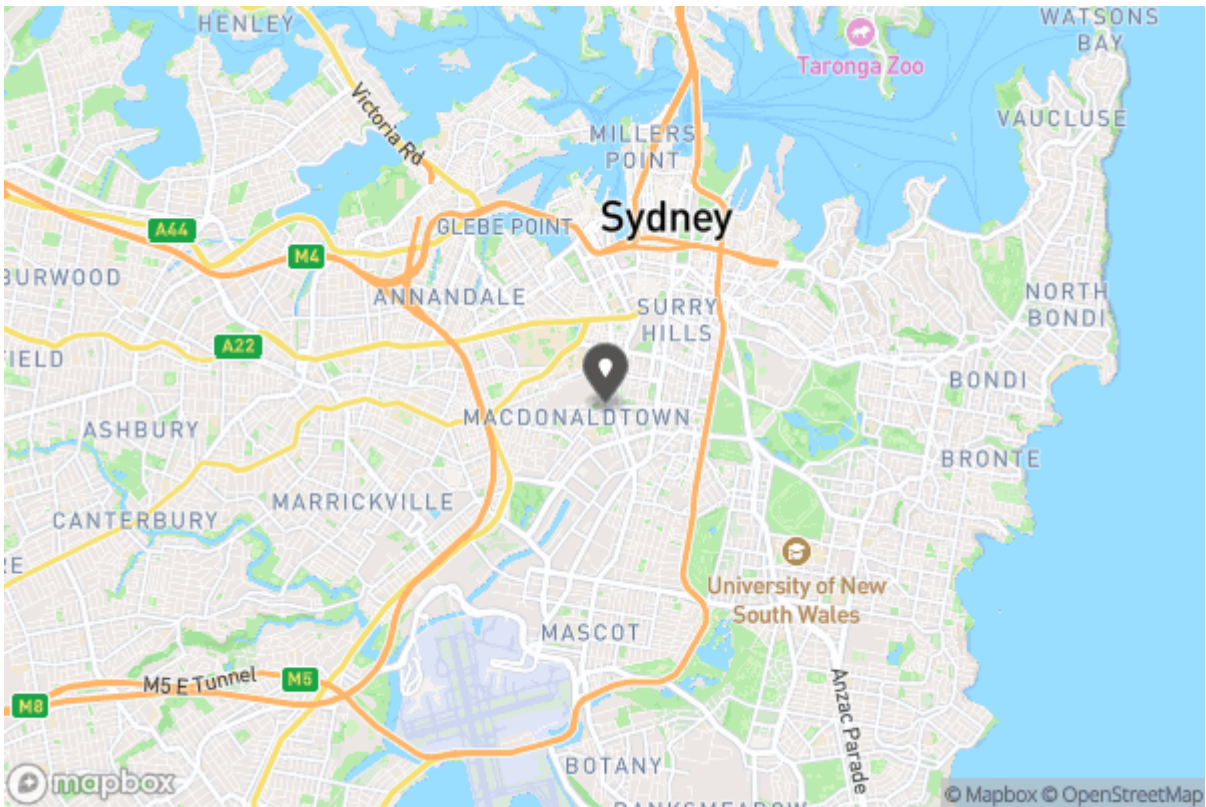 HENLEY
WATSONS
BAY
Taronga Zoo
Victoria Rd
VAUCLUSE
MILLERS
POINT
Sydney
A44
GLEBE POINT
M4
BURWOOD
ANNANDALE
NORTH
BONDI
SURRY
HILLS
FIELD
A22
BONDI
MACDONALDTOWN
ASHBURY
BRONTE
MARRICKVILLE
CANTERBURY
RE
University of New
South Wales
MASCOT
M5 E Tunnel
M5
M8
Anzac Parade
BOTANY
BANKSMEADOW
mapbox
© Mapbox © OpenStreetMap